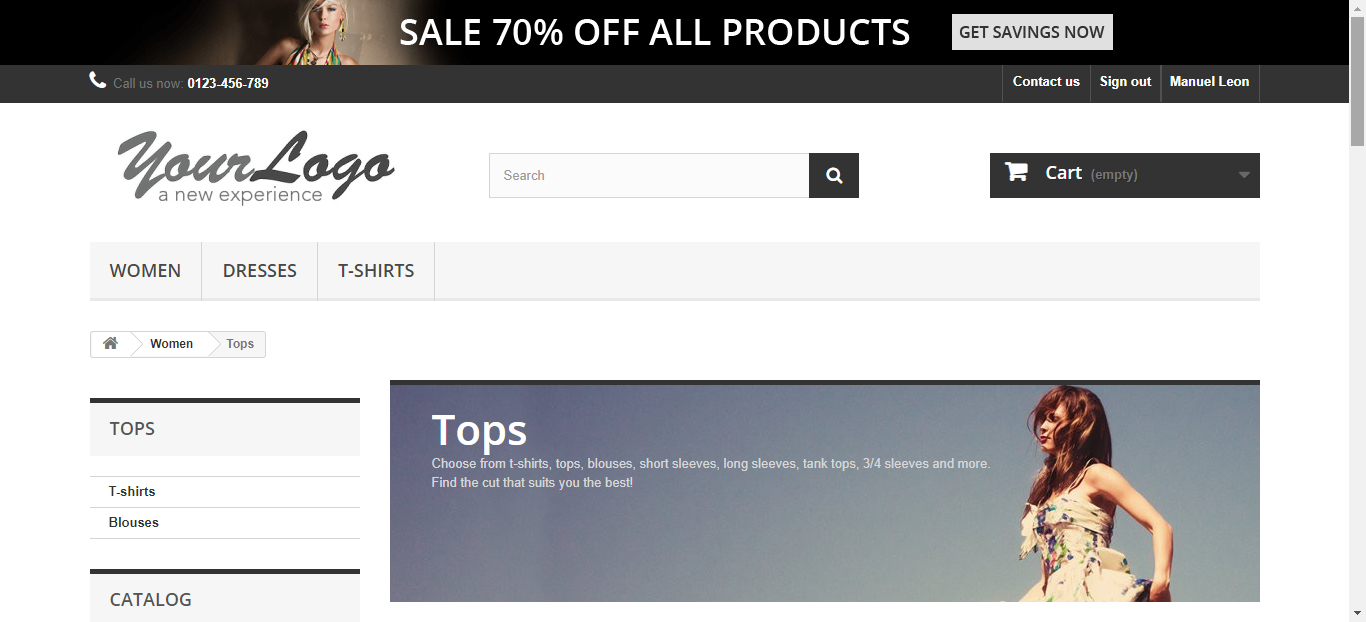 SALE 70% OFF ALL PRODUCTS GET SAVINGS NOW
Call us now: 0123-456-789 Contact us Sign out Manuel Leon
YourLogo
a new experience
Search
Cart (empty)
WOMEN DRESSES T-SHIRTS
Women Tops
TOPS
T-shirts
Blouses
CATALOG
Tops
Choose from t-shirts, tops, blouses, short sleeves, long sleeves, tank tops, 3/4 sleeves and more.
Find the cut that suits you the best!